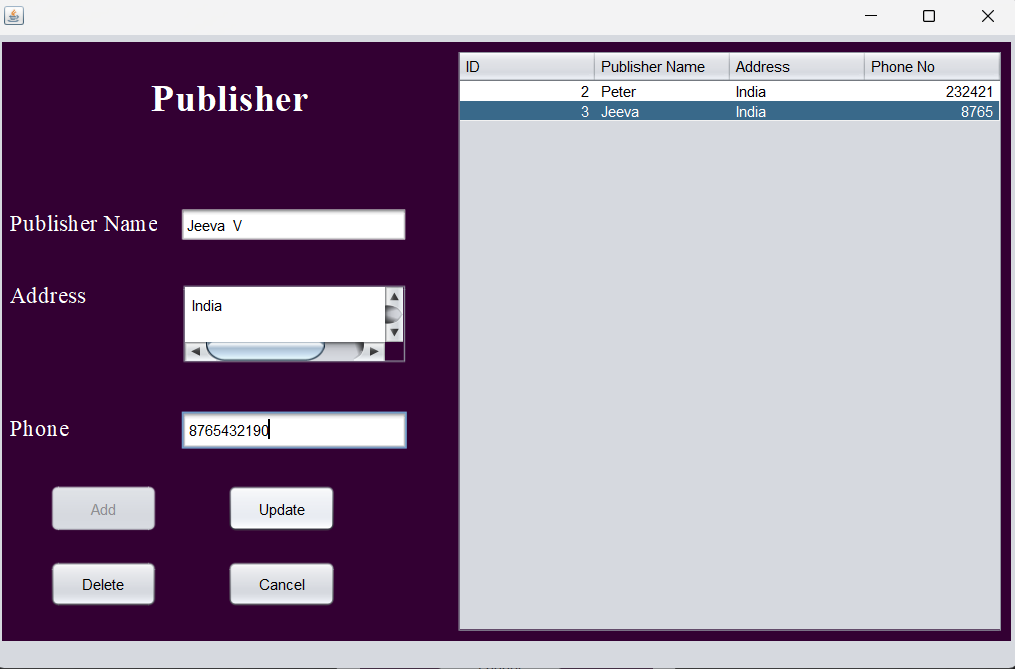 Publisher
Publisher Name Jeeva  V
Address India
Phone 8765432190
Add Update
Delete Cancel
ID Publisher Name Address Phone No
2 Peter India 232421
3 Jeeva India 8765